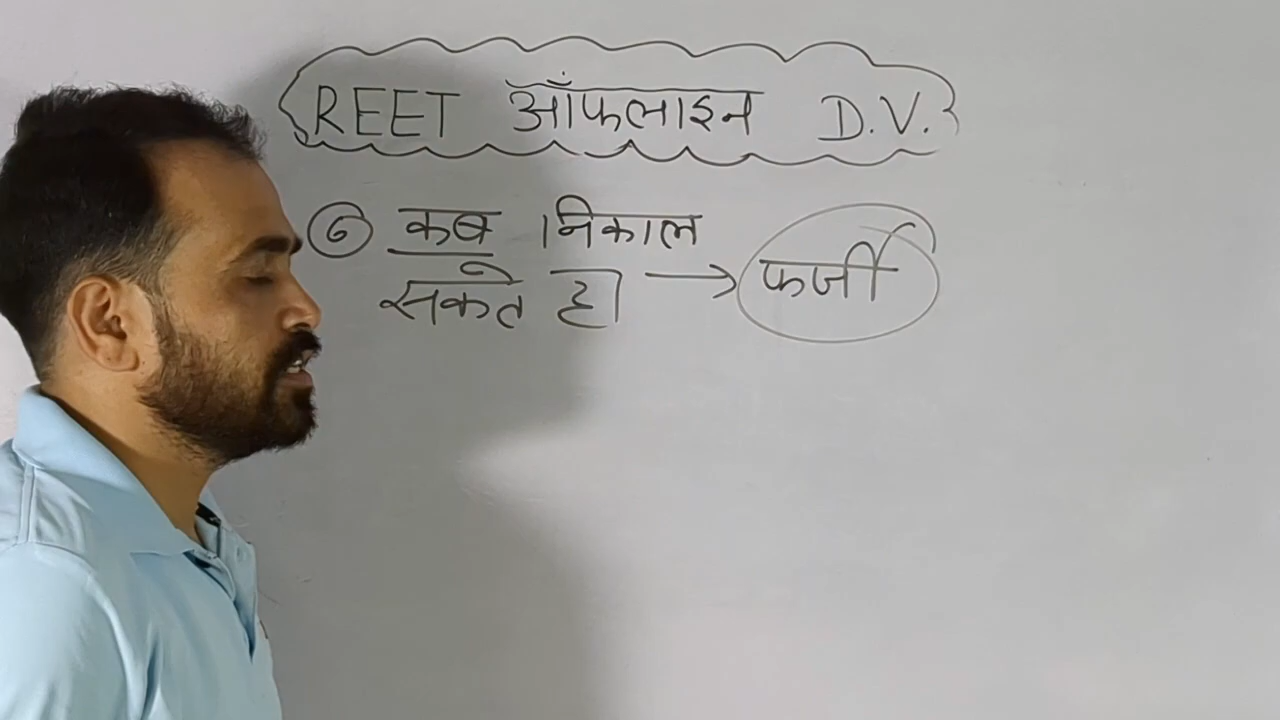 REET ऑफलाइन D.V.
⑥ कब निकाल
सकते हो → फर्जी